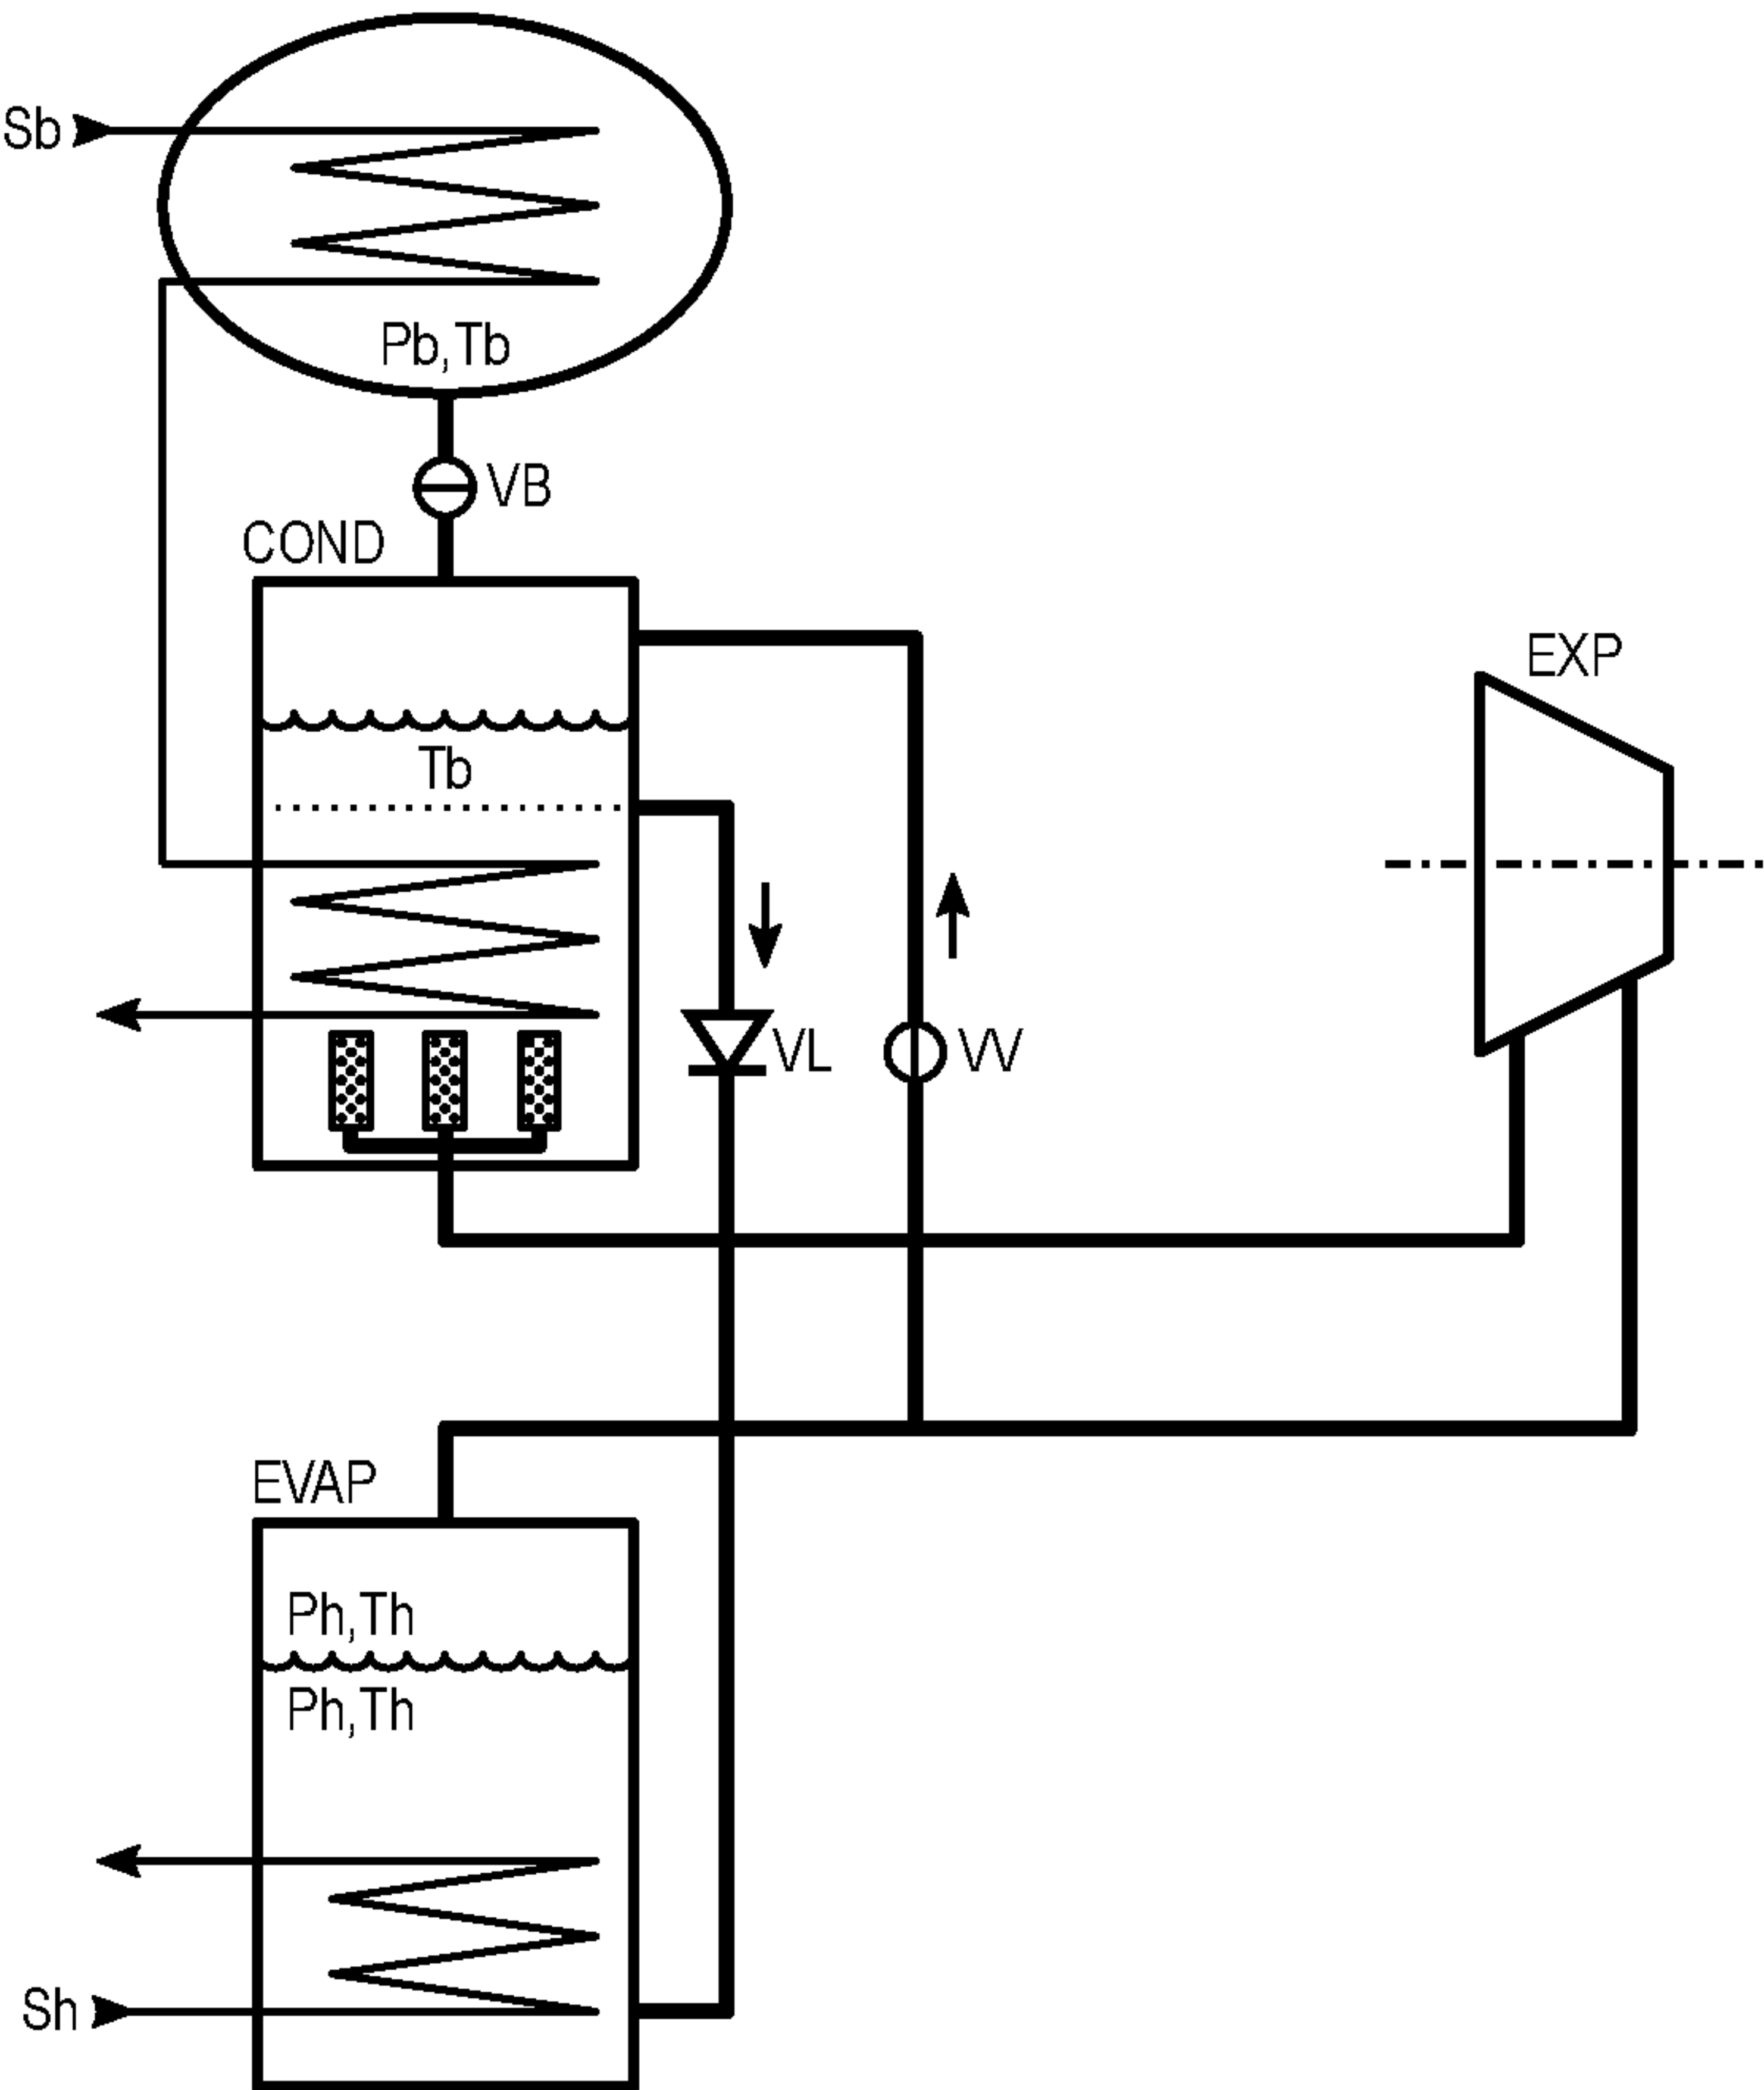 Sb
Pb,Tb
VB
COND
EXP
Tb
VL
VV
EVAP
Ph,Th
Ph,Th
Sh